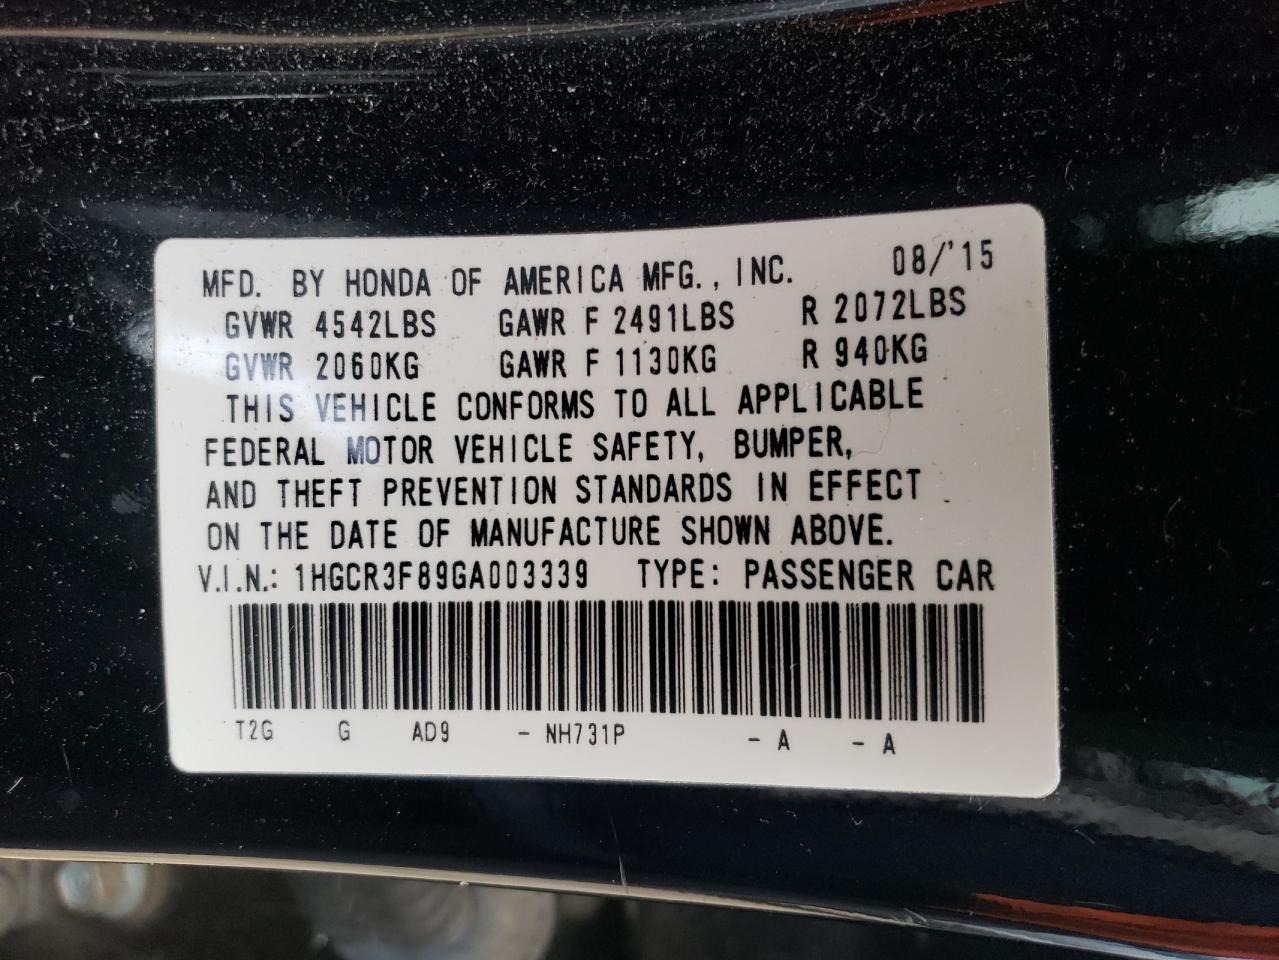 MFD. BY HONDA OF AMERICA MFG., INC. 08/'15
GVWR 4542LBS GAWR F 2491LBS R 2072LBS
GVWR 2060KG GAWR F 1130KG R 940KG
THIS VEHICLE CONFORMS TO ALL APPLICABLE
FEDERAL MOTOR VEHICLE SAFETY, BUMPER,
AND THEFT PREVENTION STANDARDS IN EFFECT
ON THE DATE OF MANUFACTURE SHOWN ABOVE.
V.I.N.: 1HGCR3F89GA003339 TYPE: PASSENGER CAR
T2G G AD9 - NH731P - A - A